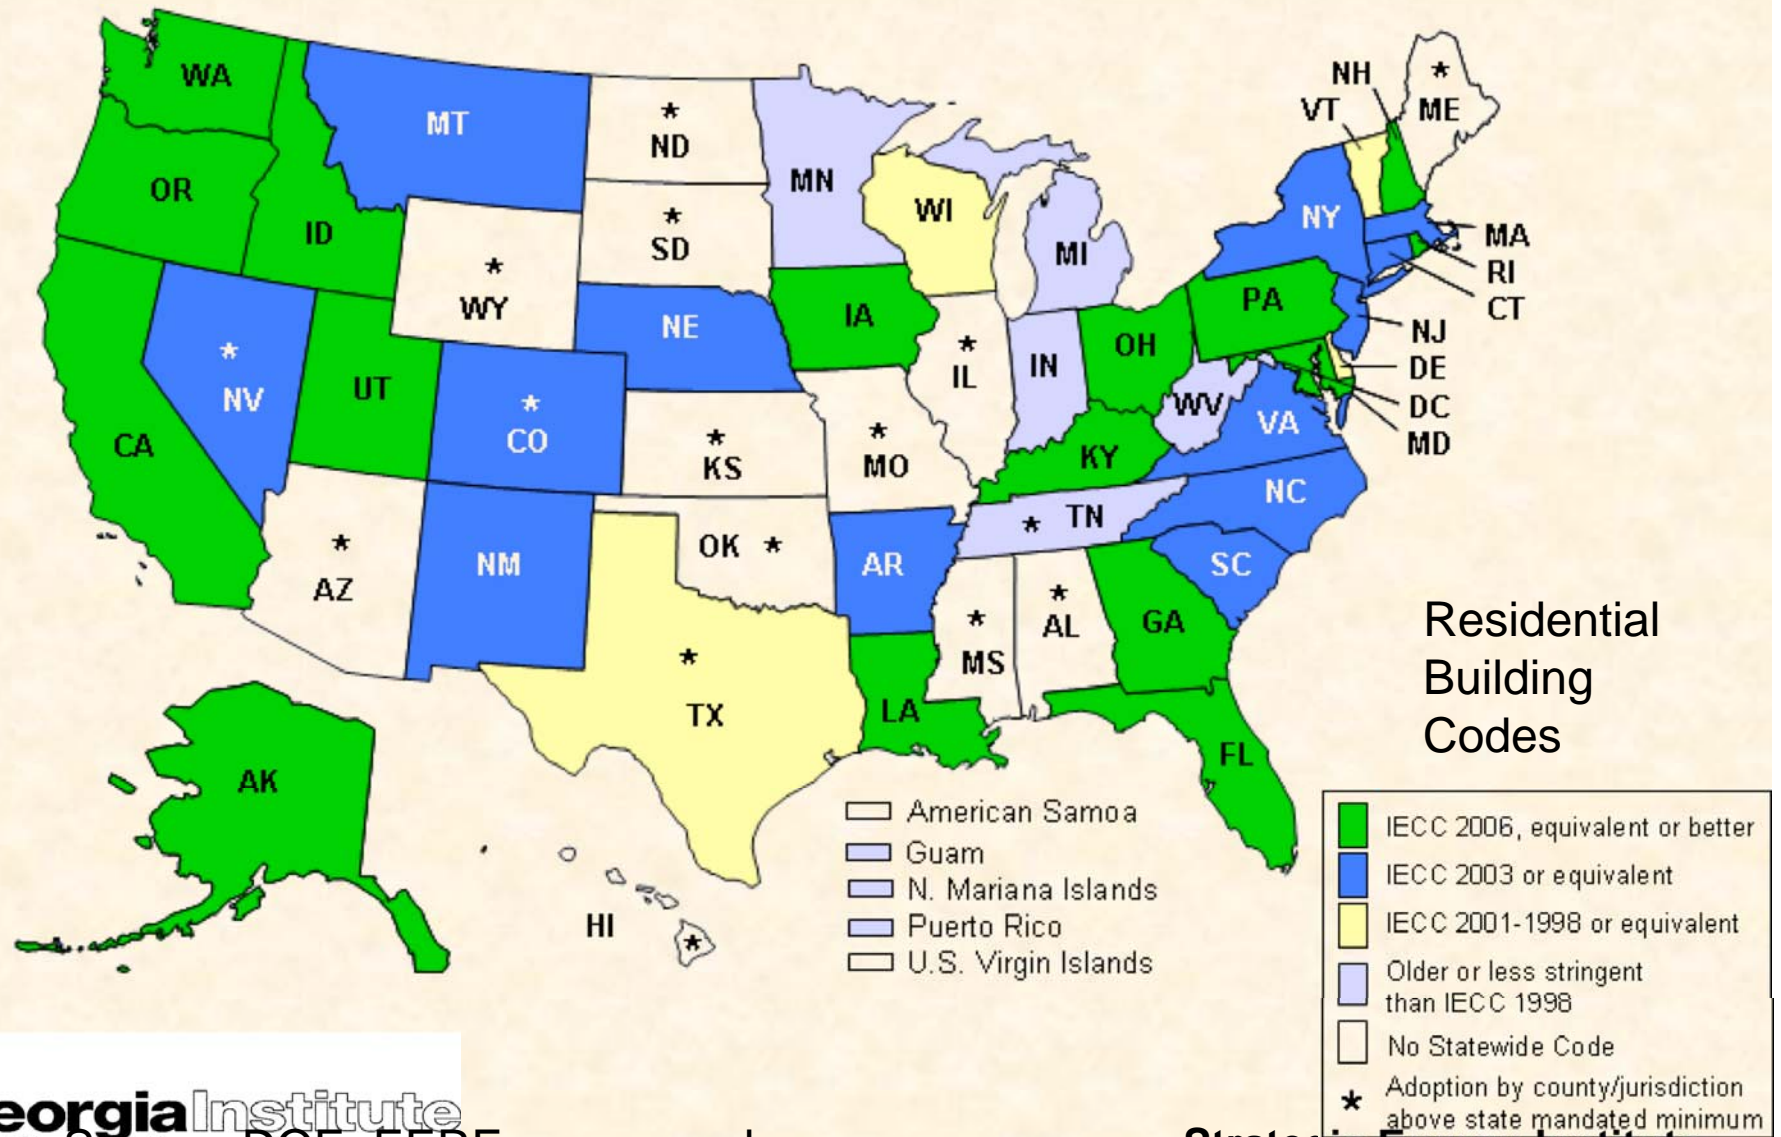 WA
MT
*
ND
MN
NH
VT
*
ME
OR
ID
*
SD
WI
MI
NY
MA
RI
CT
*
WY
NE
IA
PA
NJ
*
NV
UT
*
CO
*
IL
IN
OH
DE
DC
MD
CA
*
KS
*
MO
KY
WV
VA
NC
*
AZ
NM
OK *
AR
* TN
SC
*
MS
*
AL
GA
*
TX
LA
FL
AK
HI
*
Residential
Building
Codes
American Samoa
Guam
N. Mariana Islands
Puerto Rico
U.S. Virgin Islands
IECC 2006, equivalent or better
IECC 2003 or equivalent
IECC 2001-1998 or equivalent
Older or less stringent
than IECC 1998
No Statewide Code
* Adoption by county/jurisdiction
above state mandated minimum
eorgia Institute